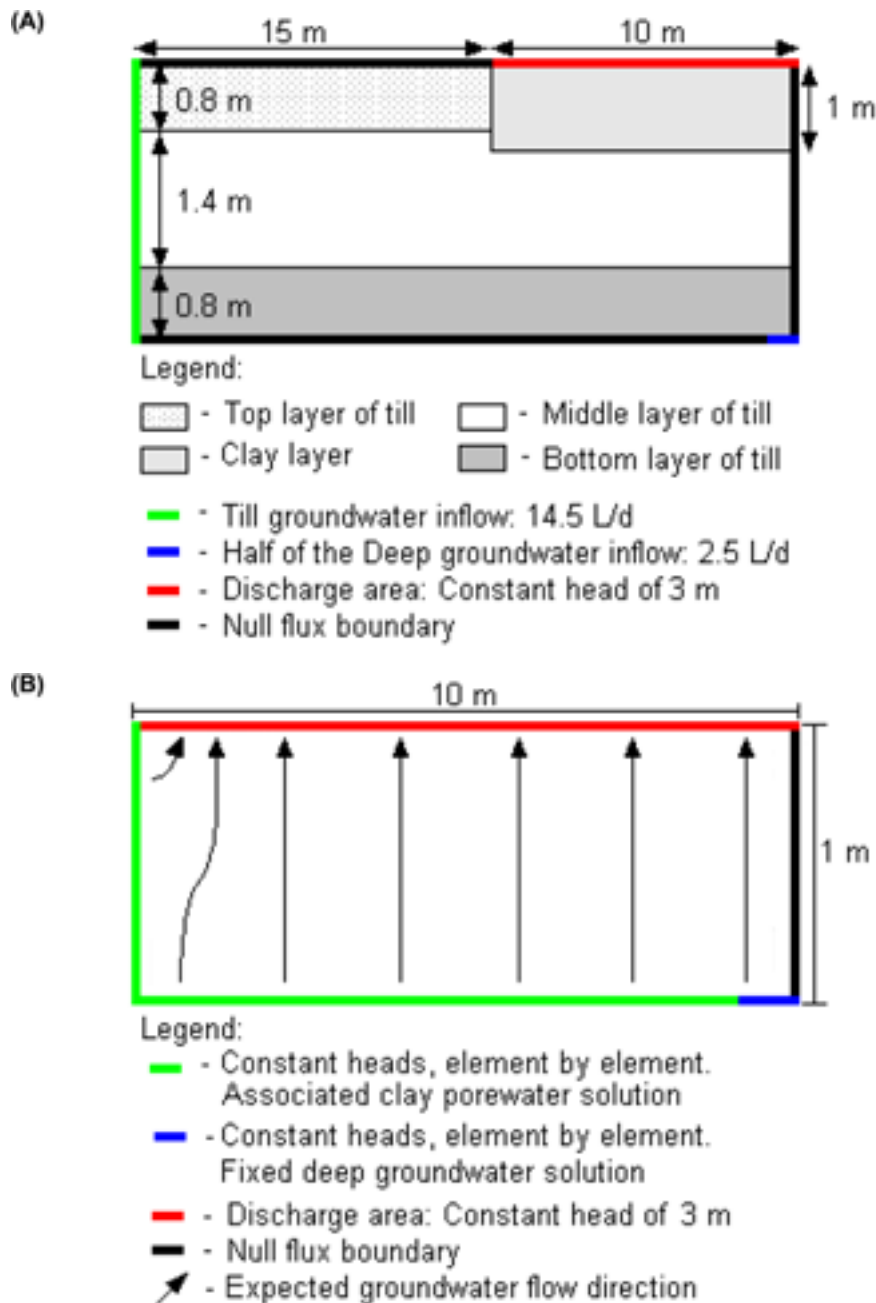 (A)
15 m
10 m
0.8 m
1 m
1.4 m
0.8 m
Legend:
- Top layer of till
- Middle layer of till
- Clay layer
- Bottom layer of till
- Till groundwater inflow: 14.5 L/d
- Half of the Deep groundwater inflow: 2.5 L/d
- Discharge area: Constant head of 3 m
- Null flux boundary
(B)
10 m
1 m
Legend:
- Constant heads, element by element.
Associated clay porewater solution
- Constant heads, element by element.
Fixed deep groundwater solution
- Discharge area: Constant head of 3 m
- Null flux boundary
- Expected groundwater flow direction